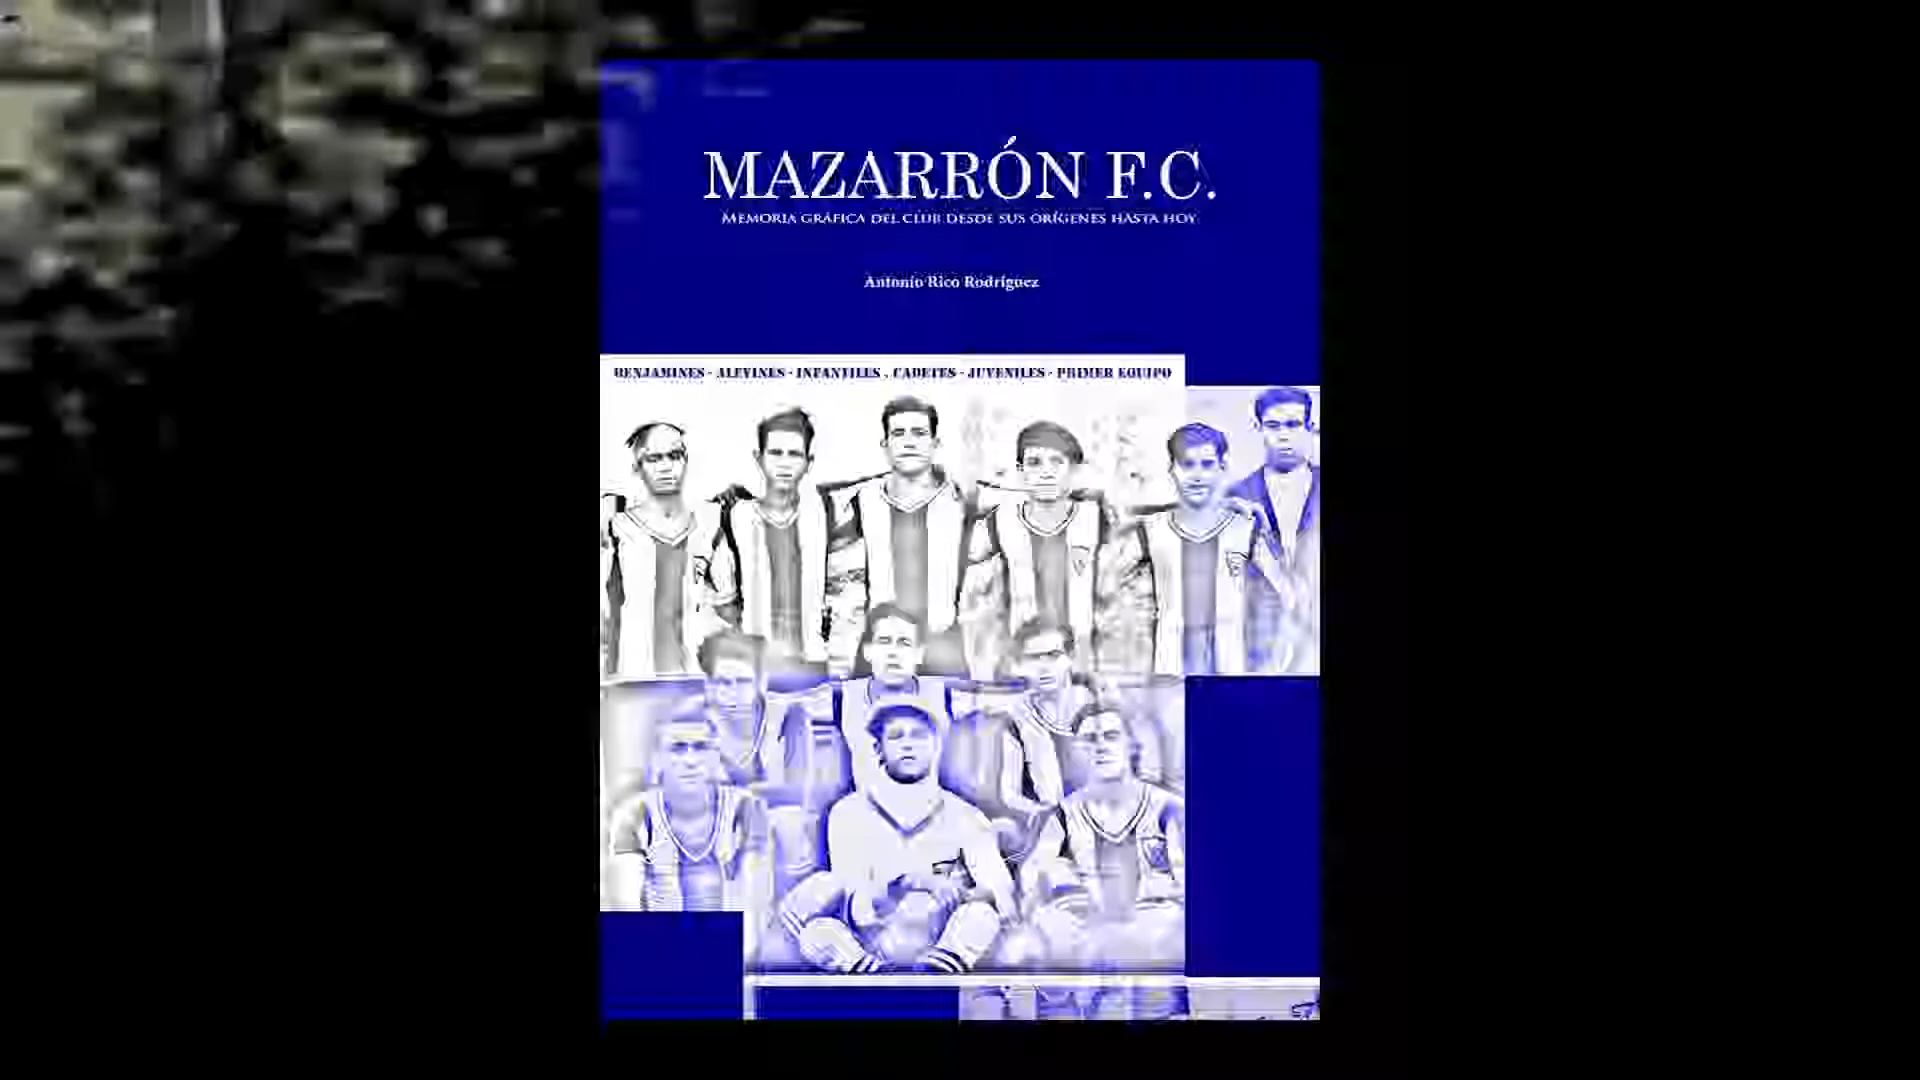 MAZARRÓN F.C.
MEMORIA GRÁFICA DEL CLUB DESDE SUS ORÍGENES HASTA HOY
Antonio Rico Rodríguez
BENJAMINES - ALEVINES - INFANTILES . CADETES - JUVENILES - PRIMER EQUIPO